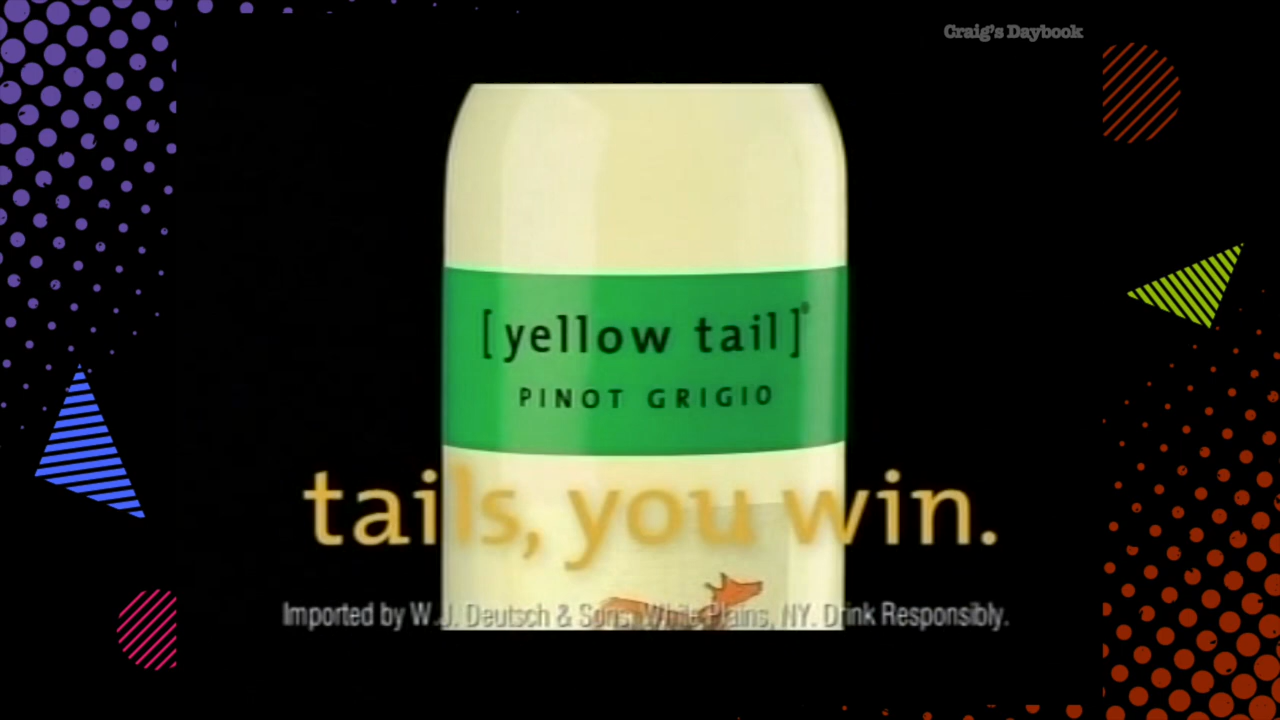 Craig's Daybook
[yellow tail]®
PINOT GRIGIO
tails, you win.
Imported by W.J. Deutsch & Sons, White Plains, NY. Drink Responsibly.